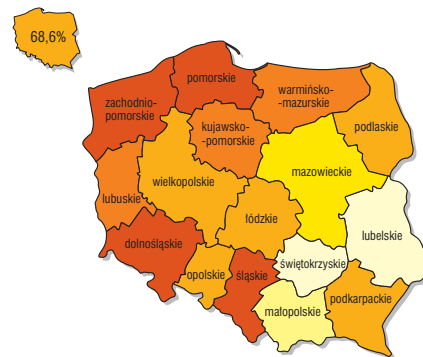 68,6%
pomorskie
warmińsko-
-mazurskie
zachodnio-
pomorskie
kujawsko-
-pomorskie
podlaskie
mazowieckie
wielkopolskie
lubuskie
łódzkie
lubelskie
dolnośląskie
świętokrzyskie
opolskie
śląskie
podkarpackie
małopolskie